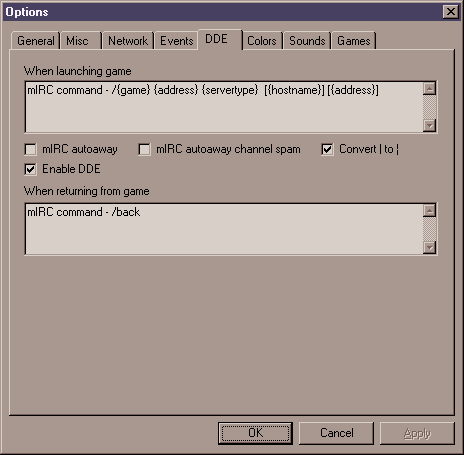 Options
General Misc Network Events DDE Colors Sounds Games
When launching game
mIRC command - /{game} {address} {servertype}  [{hostname}] [{address}]
mIRC autoaway mIRC autoaway channel spam Convert | to ¦
Enable DDE
When returning from game
mIRC command - /back
OK Cancel Apply